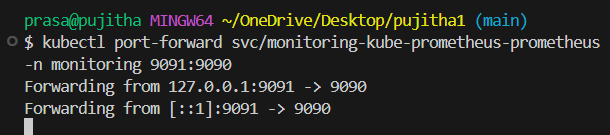 prasa@pujitha MINGW64 ~/OneDrive/Desktop/pujitha1 (main)
$ kubectl port-forward svc/monitoring-kube-prometheus-prometheus
-n monitoring 9091:9090
Forwarding from 127.0.0.1:9091 -> 9090
Forwarding from [::1]:9091 -> 9090